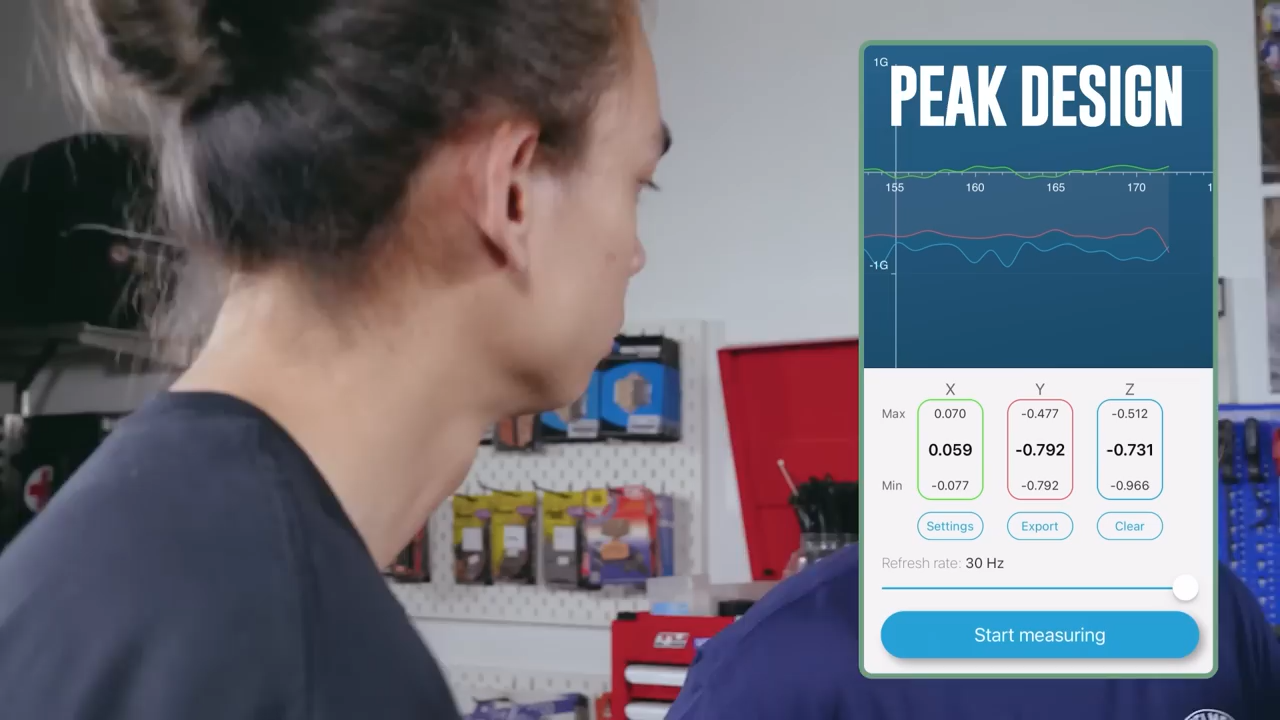 1G
PEAK DESIGN
155 160 165 170 1
-1G
X Y Z
Max 0.070 -0.477 -0.512
0.059 -0.792 -0.731
Min -0.077 -0.792 -0.966
Settings Export Clear
Refresh rate: 30 Hz
Start measuring